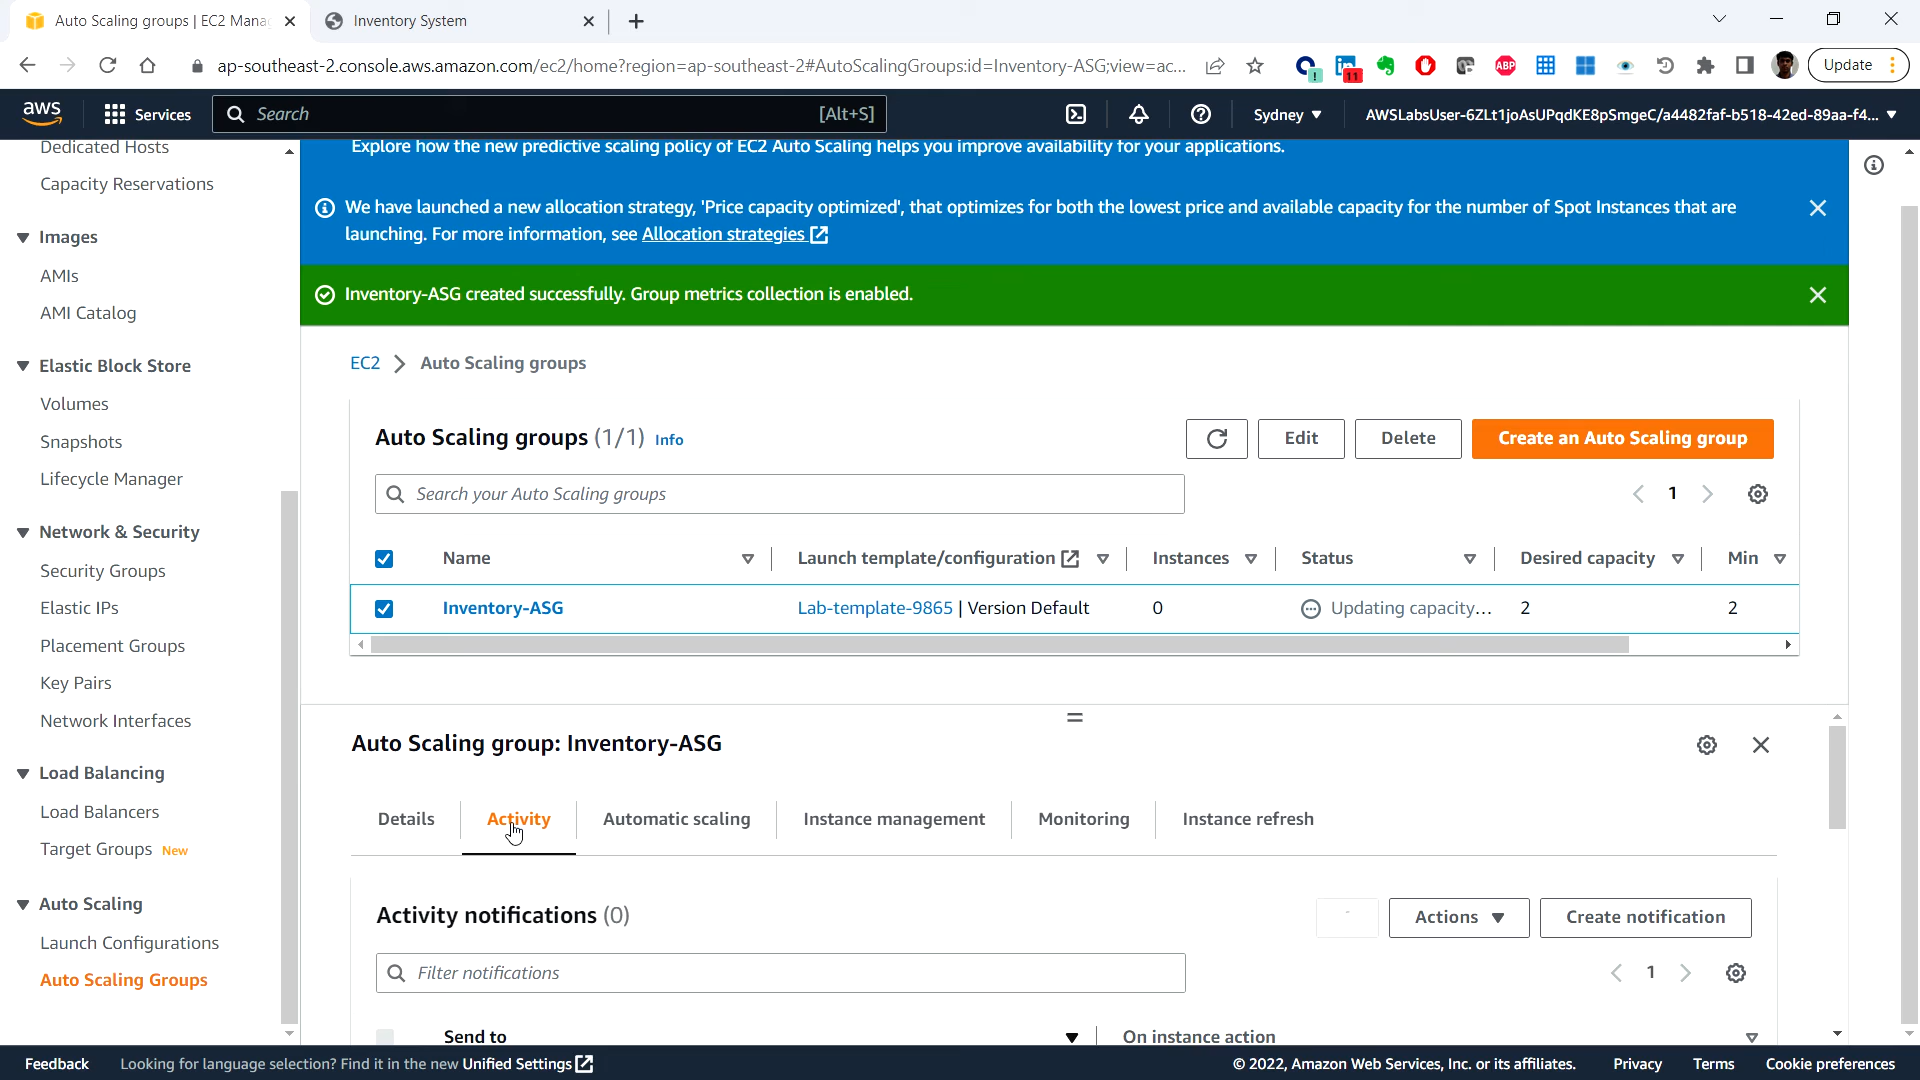 Auto Scaling groups | EC2 Mana
Inventory System
ap-southeast-2.console.aws.amazon.com/ec2/home?region=ap-southeast-2#AutoScalingGroups:id=Inventory-ASG;view=ac...
11
ABP
Update
aws
Services
Search
[Alt+S]
Sydney
AWSLabsUser-6ZLt1joAsUPqdKE8pSmgeC/a4482faf-b518-42ed-89aa-f4...
Dedicated Hosts
Capacity Reservations
Images
AMIs
AMI Catalog
Elastic Block Store
Volumes
Snapshots
Lifecycle Manager
Network & Security
Security Groups
Elastic IPs
Placement Groups
Key Pairs
Network Interfaces
Load Balancing
Load Balancers
Target Groups New
Auto Scaling
Launch Configurations
Auto Scaling Groups
Explore how the new predictive scaling policy of EC2 Auto Scaling helps you improve availability for your applications.
We have launched a new allocation strategy, 'Price capacity optimized', that optimizes for both the lowest price and available capacity for the number of Spot Instances that are
launching. For more information, see Allocation strategies
Inventory-ASG created successfully. Group metrics collection is enabled.
EC2 > Auto Scaling groups
Auto Scaling groups (1/1) Info
Edit
Delete
Create an Auto Scaling group
Search your Auto Scaling groups
1
Name
Launch template/configuration
Instances
Status
Desired capacity
Min
Inventory-ASG
Lab-template-9865 | Version Default
0
Updating capacity...
2
2
Auto Scaling group: Inventory-ASG
Details
Activity
Automatic scaling
Instance management
Monitoring
Instance refresh
Activity notifications (0)
Actions
Create notification
Filter notifications
1
Send to
On instance action
Feedback
Looking for language selection? Find it in the new Unified Settings
© 2022, Amazon Web Services, Inc. or its affiliates.
Privacy
Terms
Cookie preferences